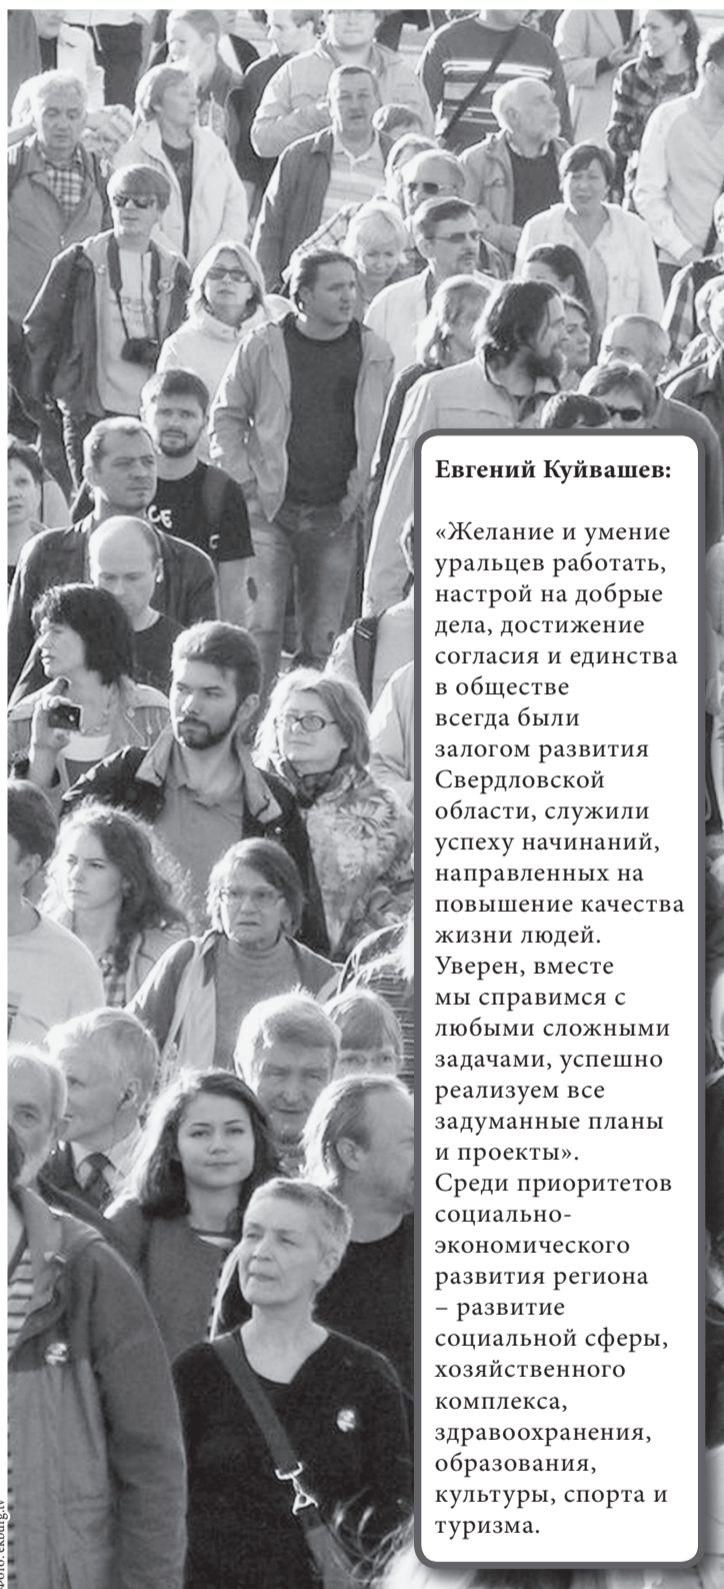 Евгений Куйвашев:
«Желание и умение
уральцев работать,
настрой на добрые
дела, достижение
согласия и единства
в обществе
всегда были
залогом развития
Свердловской
области, служили
успеху начинаний,
направленных на
повышение качества
жизни людей.
Уверен, вместе
мы справимся с
любыми сложными
задачами, успешно
реализуем все
задуманные планы
и проекты».
Среди приоритетов
социально-
экономического
развития региона
– развитие
социальной сферы,
хозяйственного
комплекса,
здравоохранения,
образования,
культуры, спорта и
туризма.